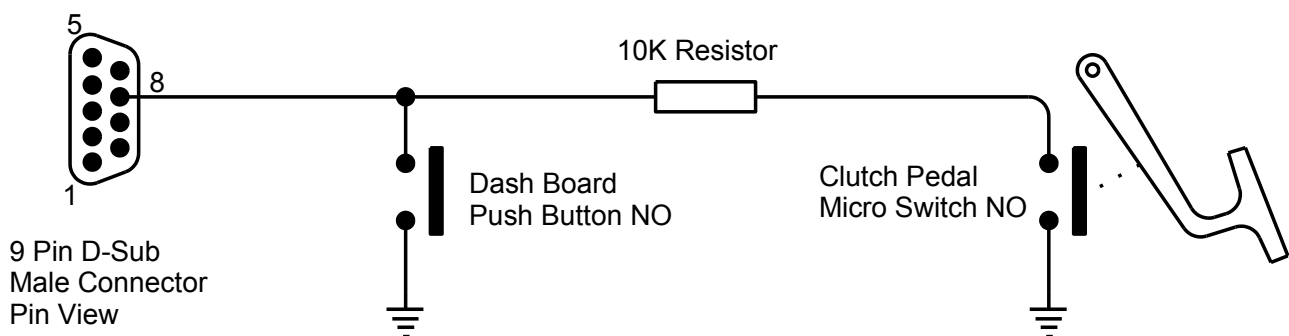 5
10K Resistor
8
1
Dash Board
Push Button NO
Clutch Pedal
Micro Switch NO
9 Pin D-Sub
Male Connector
Pin View